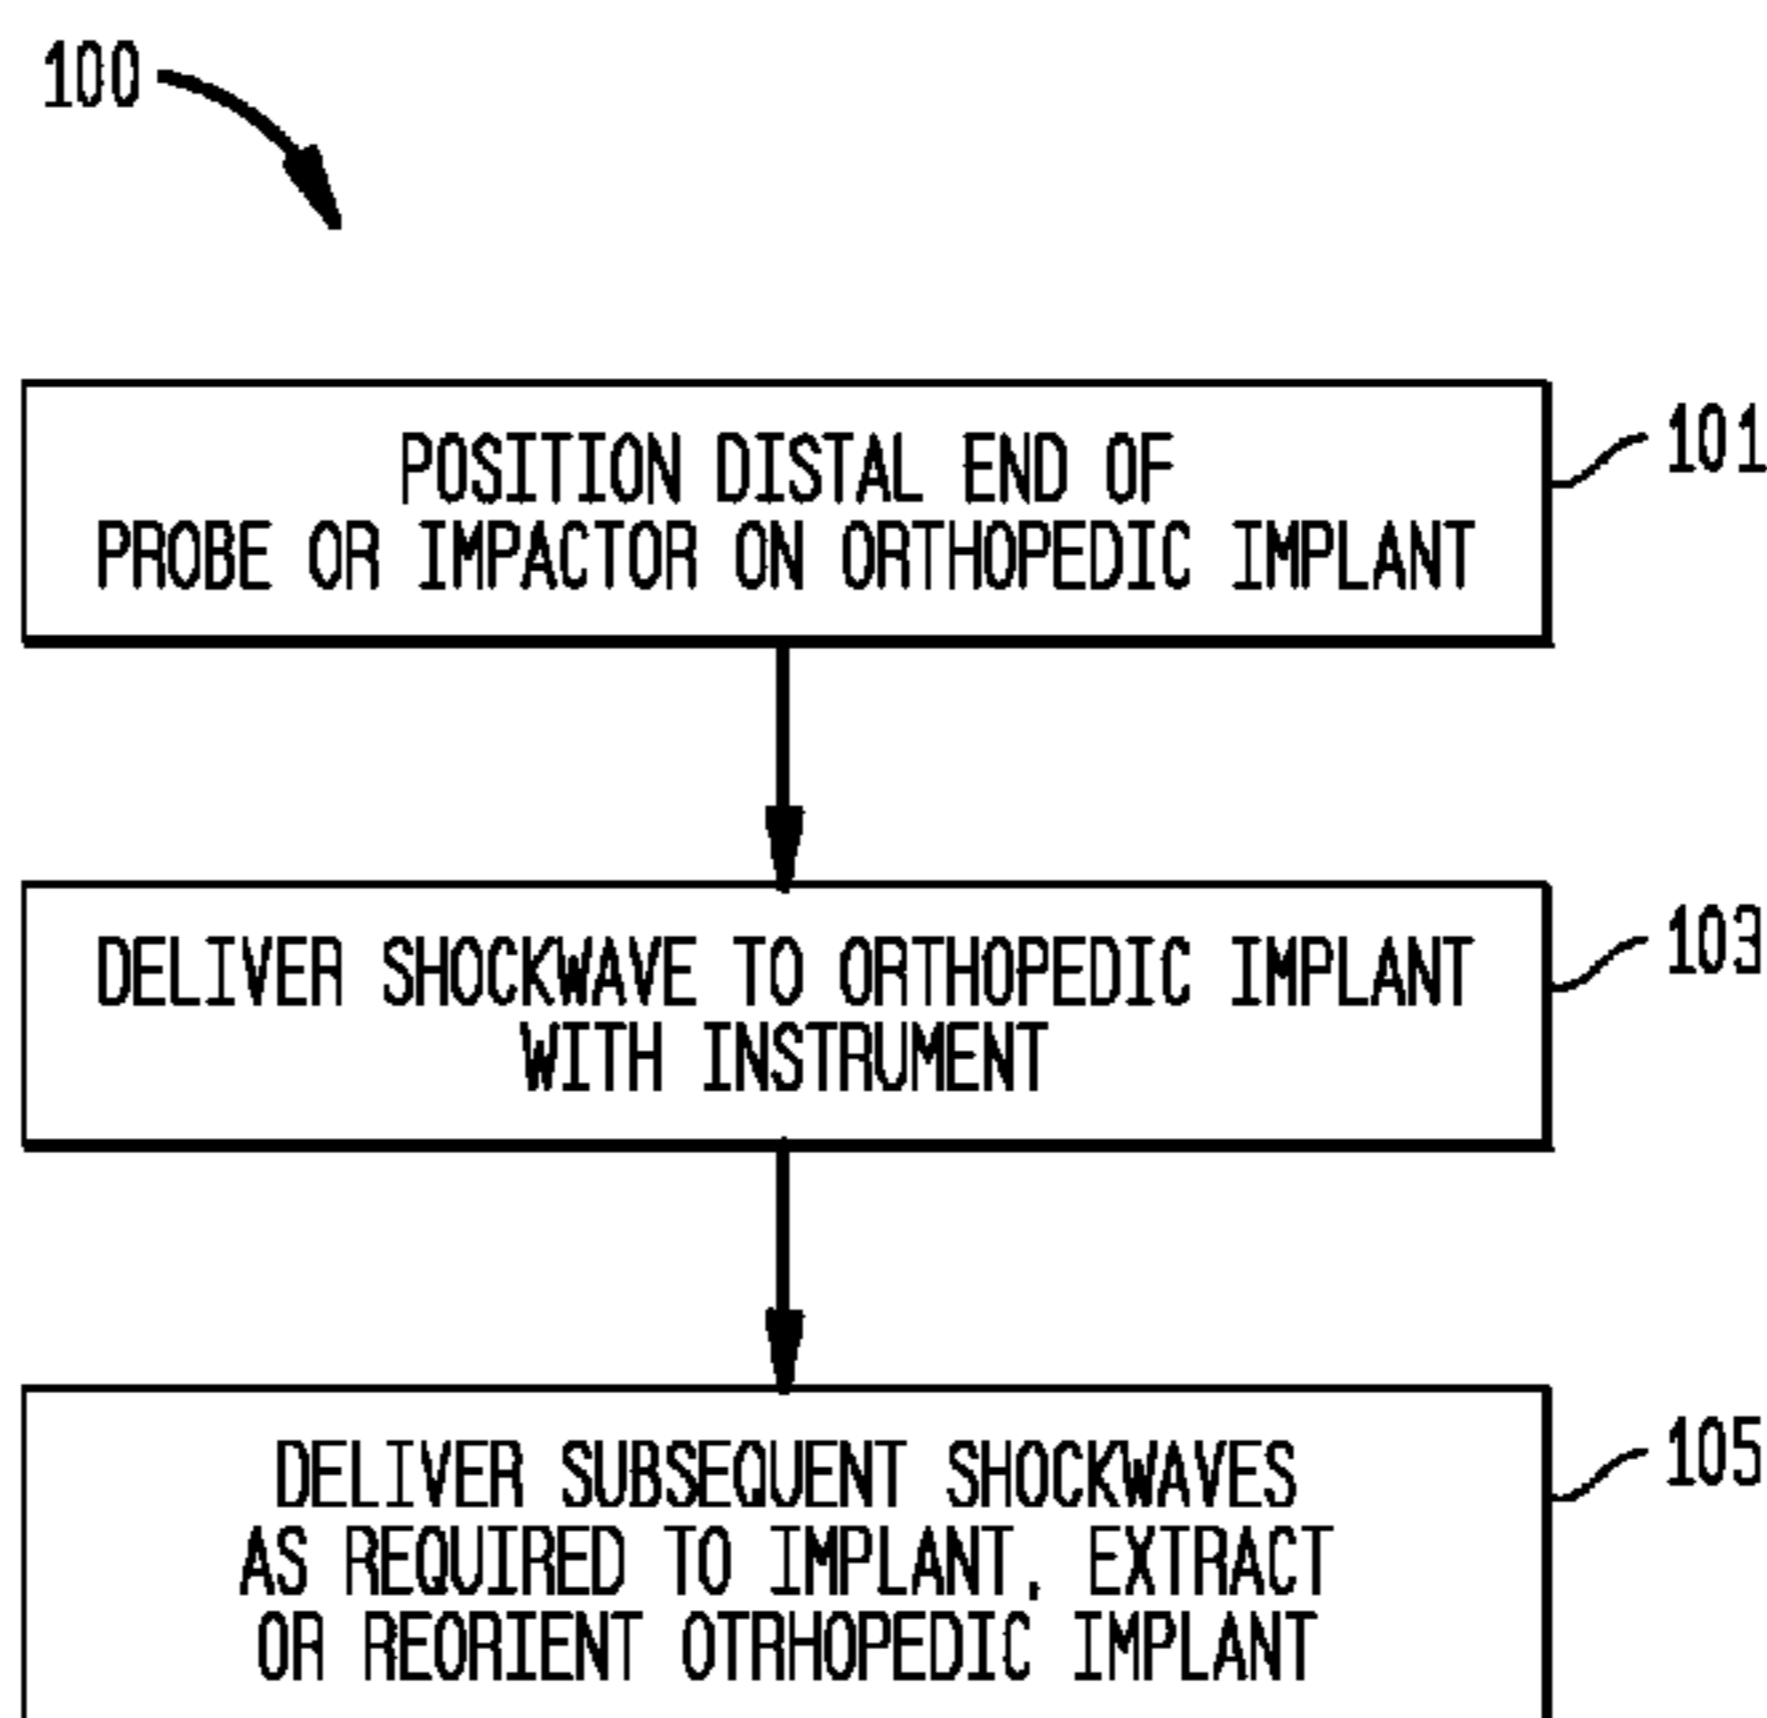 100
POSITION DISTAL END OF
PROBE OR IMPACTOR ON ORTHOPEDIC IMPLANT
101
DELIVER SHOCKWAVE TO ORTHOPEDIC IMPLANT
WITH INSTRUMENT
103
DELIVER SUBSEQUENT SHOCKWAVES
AS REQUIRED TO IMPLANT, EXTRACT
OR REORIENT OTRHOPEDIC IMPLANT
105